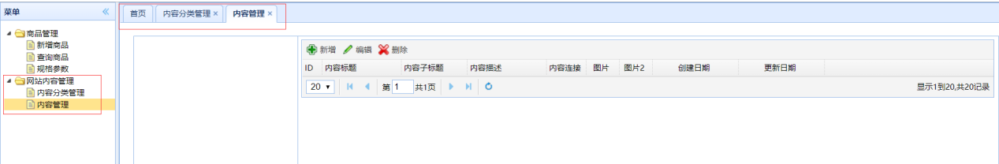 菜单
商品管理
新增商品
查询商品
规格参数
网站内容管理
内容分类管理
内容管理
首页 内容分类管理 × 内容管理 ×
新增 编辑 删除
ID 内容标题 内容子标题 内容描述 内容连接 图片 图片2 创建日期 更新日期
20 第 1 共1页 显示1到20,共20记录